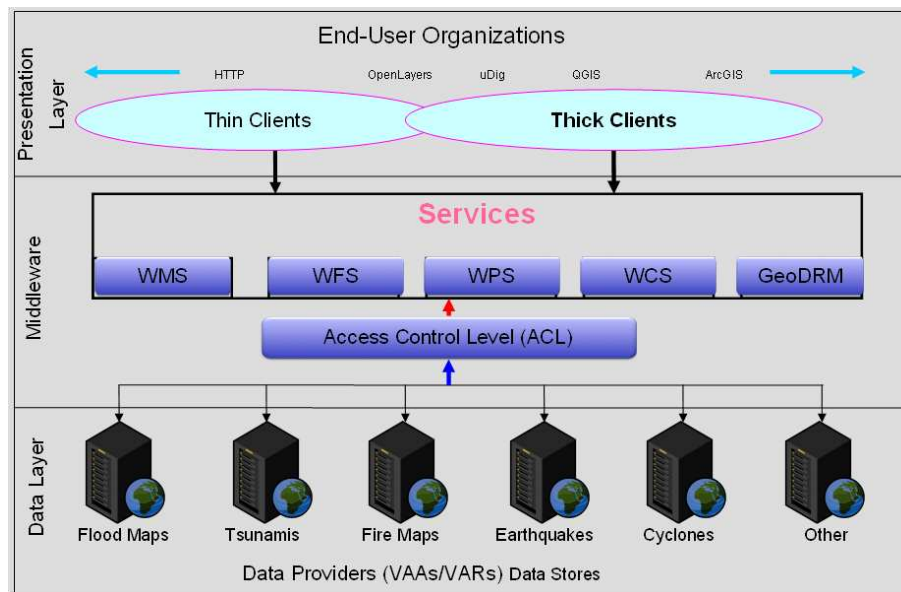 End-User Organizations
HTTP OpenLayers uDig QGIS ArcGIS
Thin Clients Thick Clients
Presentation
Layer
Services
WMS WFS WPS WCS GeoDRM
Access Control Level (ACL)
Middleware
Flood Maps Tsunamis Fire Maps Earthquakes Cyclones Other
Data Layer
Data Providers (VAAs/VARs) Data Stores